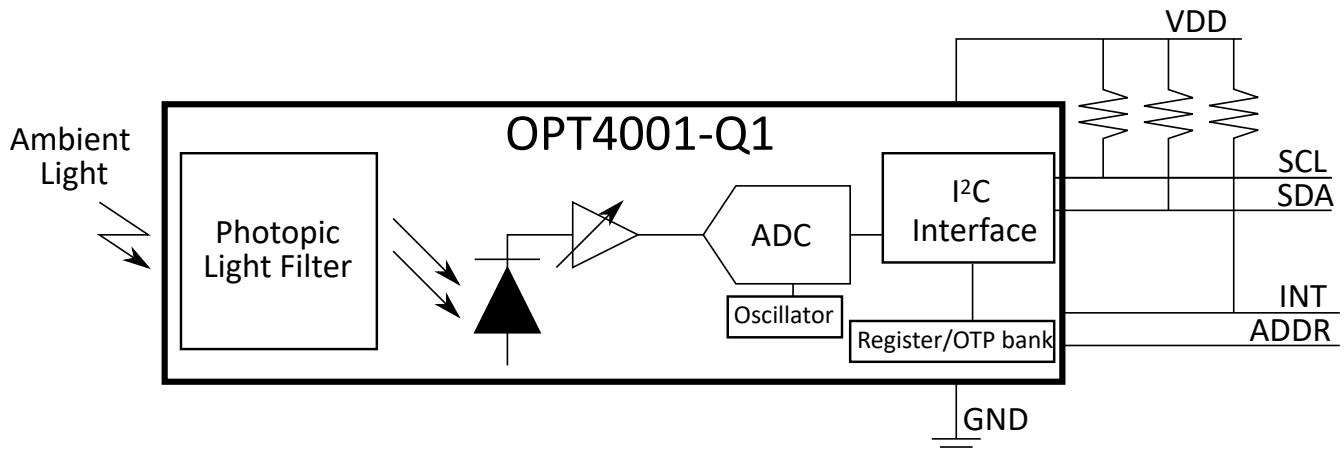 VDD
OPT4001-Q1
Ambient
Light
Photopic
Light Filter
ADC
Oscillator
I²C
Interface
Register/OTP bank
SCL
SDA
INT
ADDR
GND